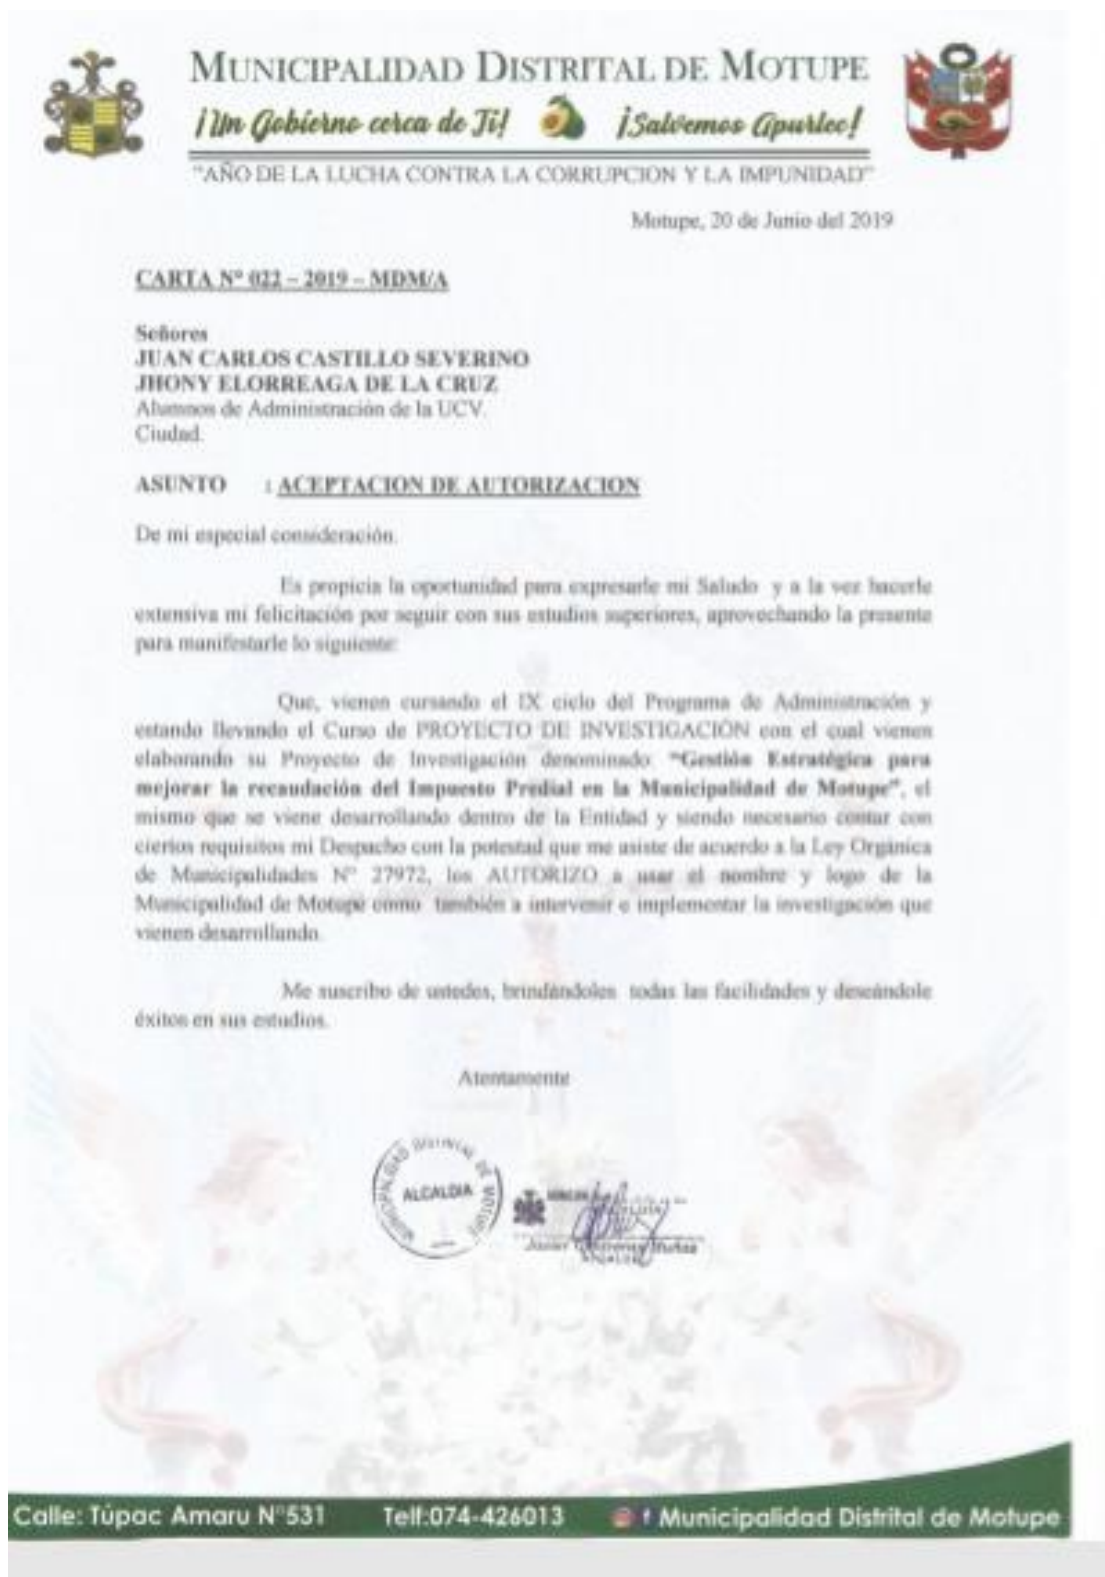 MUNICIPALIDAD DISTRITAL DE MOTUPE
¡Un Gobierno cerca de Ti! ¡Salvemos Apurlec!
"AÑO DE LA LUCHA CONTRA LA CORRUPCION Y LA IMPUNIDAD"
Motupe, 20 de Junio del 2019
CARTA Nº 022 – 2019 – MDM/A
Señores
JUAN CARLOS CASTILLO SEVERINO
JHONY ELORREAGA DE LA CRUZ
Alumnos de Administración de la UCV.
Ciudad.
ASUNTO : ACEPTACION DE AUTORIZACION
De mi especial consideración.
Es propicia la oportunidad para expresarle mi Saludo y a la vez hacerle
extensiva mi felicitación por seguir con sus estudios superiores, aprovechando la presente
para manifestarle lo siguiente:
Que, vienen cursando el IX ciclo del Programa de Administración y
estando llevando el Curso de PROYECTO DE INVESTIGACIÓN con el cual vienen
elaborando su Proyecto de Investigación denominado: "Gestión Estratégica para
mejorar la recaudación del Impuesto Predial en la Municipalidad de Motupe", el
mismo que se viene desarrollando dentro de la Entidad y siendo necesario contar con
ciertos requisitos mi Despacho con la potestad que me asiste de acuerdo a la Ley Orgánica
de Municipalidades Nº 27972, los AUTORIZO a usar el nombre y logo de la
Municipalidad de Motupe como también a intervenir e implementar la investigación que
vienen desarrollando.
Me suscribo de ustedes, brindándoles todas las facilidades y deseándole
éxitos en sus estudios.
Atentamente
MUNICIPALIDAD DISTRITAL DE MOTUPE
ALCALDIA
Javier Contreras Muñoz
ALCALDE
Calle: Túpac Amaru N°531 Telf:074-426013 Municipalidad Distrital de Motupe